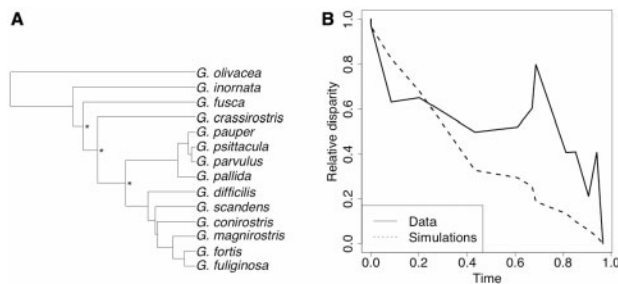 A
G. olivacea
G. inornata
G. fusca
G. crassirostris
G. pauper
G. psittacula
G. parvulus
G. pallida
G. difficilis
G. scandens
G. conirostris
G. magnirostris
G. fortis
G. fuliginosa
* * *
B
Relative disparity
1.0
0.8
0.6
0.4
0.2
0.0
Data
Simulations
0.0 0.2 0.4 0.6 0.8 1.0
Time